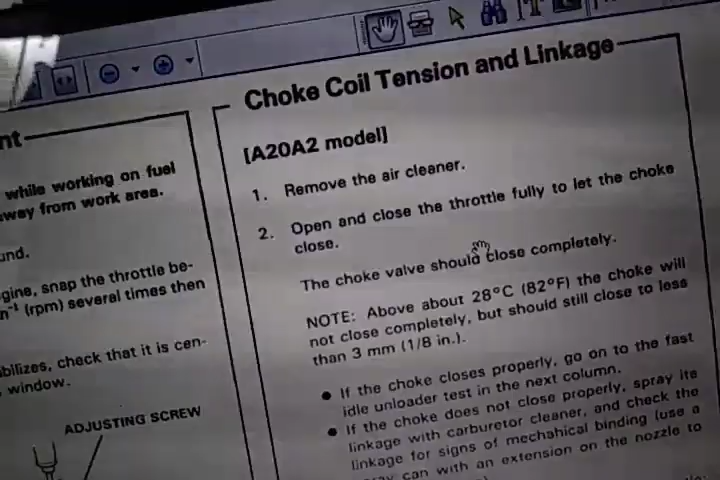 nt
while working on fuel
way from work area.
und.
gine, snap the throttle be-
(rpm) several times then
bilizes, check that it is cen-
window.
ADJUSTING SCREW
Choke Coil Tension and Linkage
[A20A2 model]
1. Remove the air cleaner.
2. Open and close the throttle fully to let the choke
close.
The choke valve should close completely.
NOTE: Above about 28°C (82°F) the choke will
not close completely, but should still close to less
than 3 mm (1/8 in.).
● If the choke closes properly, go on to the fast
idle unloader test in the next column.
● If the choke does not close properly, spray its
linkage with carburetor cleaner, and check the
linkage for signs of mechanical binding (use a
can with an extension on the nozzle to